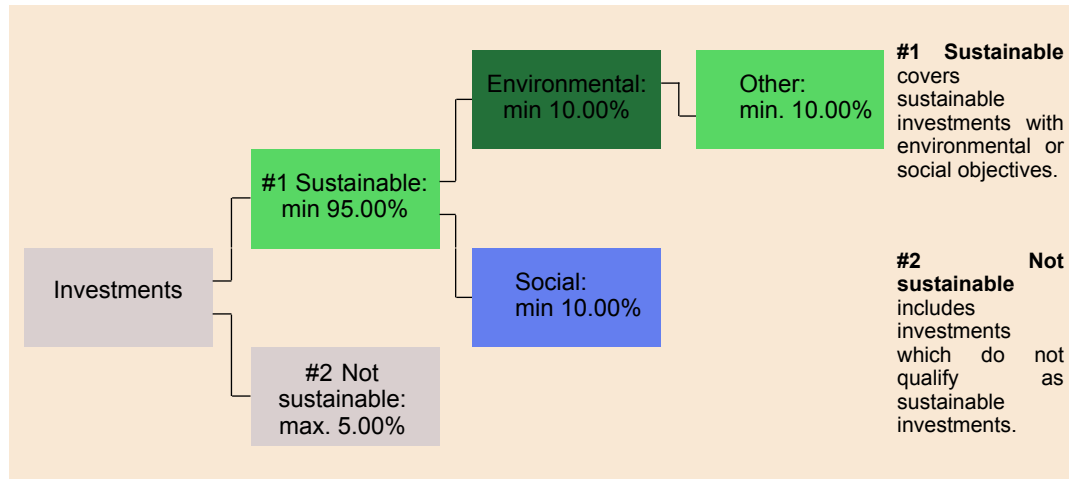 Investments
#1 Sustainable:
min 95.00%
#2 Not
sustainable:
max. 5.00%
Environmental:
min 10.00%
Social:
min 10.00%
Other:
min. 10.00%
#1 Sustainable
covers
sustainable
investments with
environmental or
social objectives.
#2 Not
sustainable
includes
investments
which do not
qualify as
sustainable
investments.